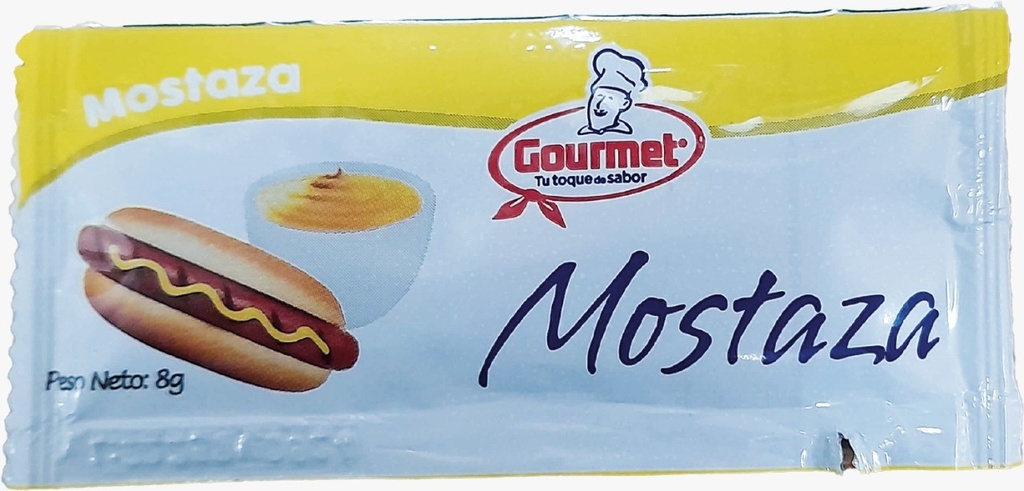 Mostaza
Gourmet®
Tu toque de sabor
Mostaza
Peso Neto: 8g